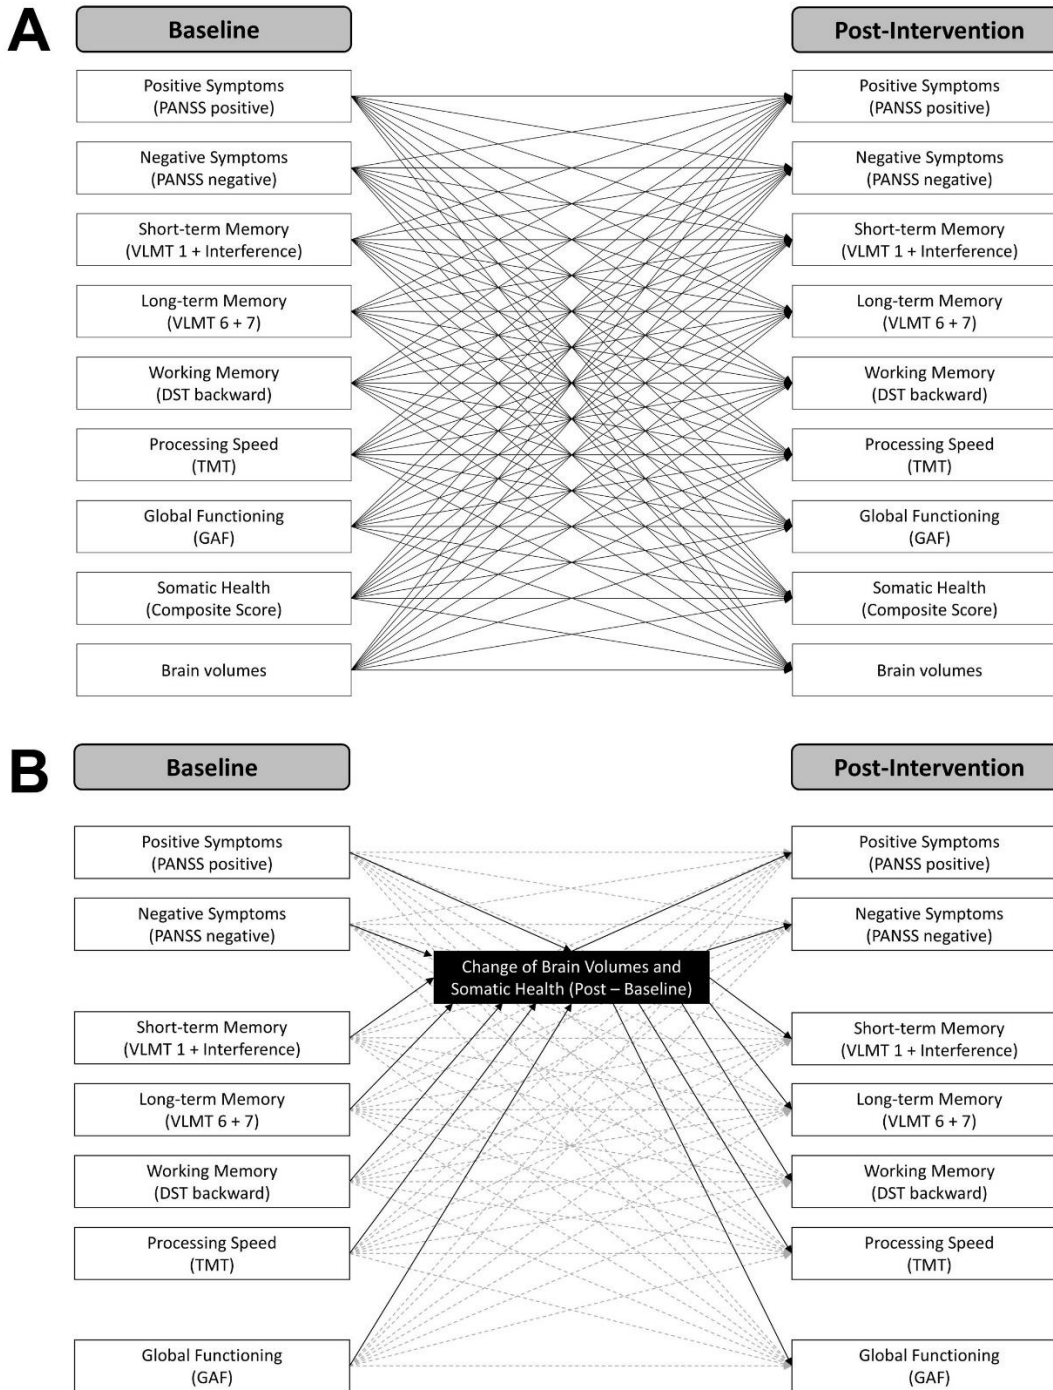 A
Baseline
Post-Intervention
Positive Symptoms
(PANSS positive)
Positive Symptoms
(PANSS positive)
Negative Symptoms
(PANSS negative)
Negative Symptoms
(PANSS negative)
Short-term Memory
(VLMT 1 + Interference)
Short-term Memory
(VLMT 1 + Interference)
Long-term Memory
(VLMT 6 + 7)
Long-term Memory
(VLMT 6 + 7)
Working Memory
(DST backward)
Working Memory
(DST backward)
Processing Speed
(TMT)
Processing Speed
(TMT)
Global Functioning
(GAF)
Global Functioning
(GAF)
Somatic Health
(Composite Score)
Somatic Health
(Composite Score)
Brain volumes
Brain volumes
B
Baseline
Post-Intervention
Positive Symptoms
(PANSS positive)
Positive Symptoms
(PANSS positive)
Negative Symptoms
(PANSS negative)
Negative Symptoms
(PANSS negative)
Change of Brain Volumes and
Somatic Health (Post – Baseline)
Short-term Memory
(VLMT 1 + Interference)
Short-term Memory
(VLMT 1 + Interference)
Long-term Memory
(VLMT 6 + 7)
Long-term Memory
(VLMT 6 + 7)
Working Memory
(DST backward)
Working Memory
(DST backward)
Processing Speed
(TMT)
Processing Speed
(TMT)
Global Functioning
(GAF)
Global Functioning
(GAF)